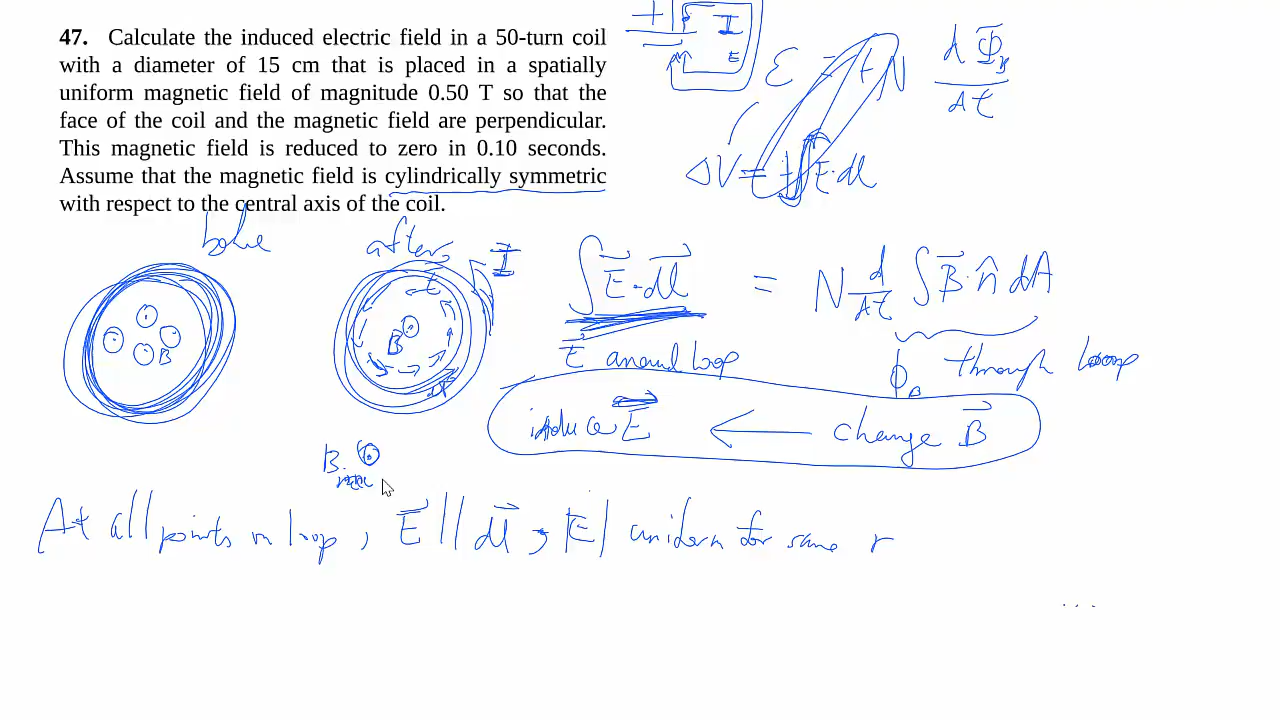 47. Calculate the induced electric field in a 50-turn coil
with a diameter of 15 cm that is placed in a spatially
uniform magnetic field of magnitude 0.50 T so that the
face of the coil and the magnetic field are perpendicular.
This magnetic field is reduced to zero in 0.10 seconds.
Assume that the magnetic field is cylindrically symmetric
with respect to the central axis of the coil.
I
E
ℰ = + N dΦ_B/dt
ΔV = + ∫ E·dl
after
I
B
B
∫ E⃗·dl⃗ = N d/dt ∫ B⃗·n̂ dA
E⃗ around loop
ϕ_B through loop
induce E⃗ ← change B⃗
B
At all points on loop, E⃗ || dl⃗, |E| uniform for same r